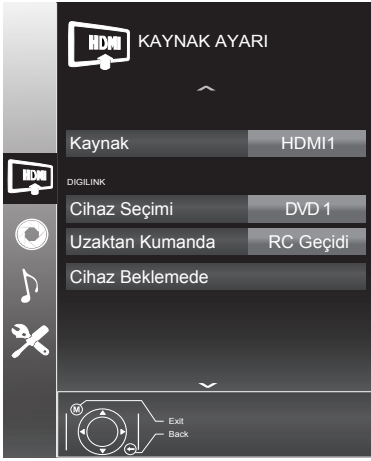 HDMI KAYNAK AYARI
Kaynak HDMI1
HDMI
DIGILINK
Cihaz Seçimi DVD 1
Uzaktan Kumanda RC Geçidi
Cihaz Beklemede
M
Exit
Back